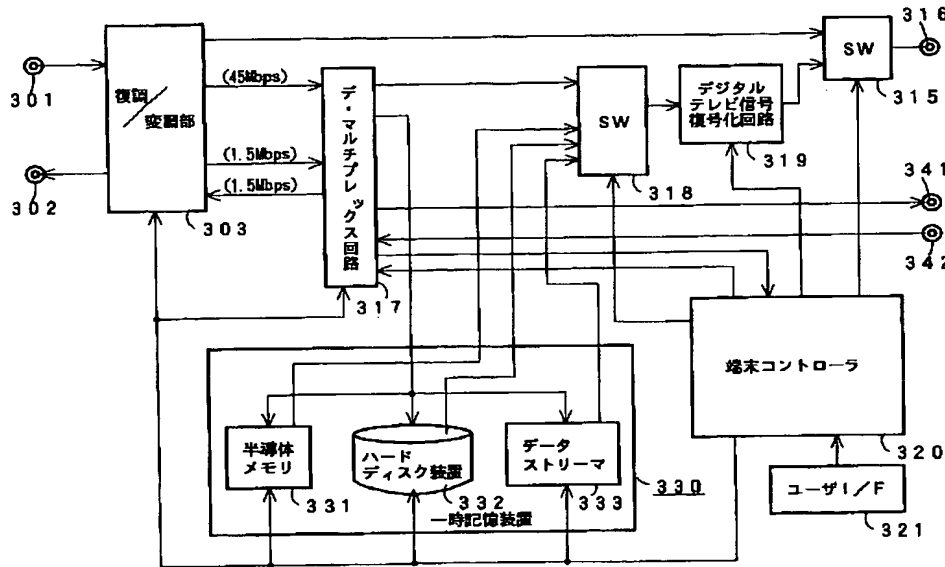 316
SW
315
301
復調
／
変調部
(45Mbps)
(1.5Mbps)
(1.5Mbps)
302
303
デ・マルチプレックス回路
317
SW
318
デジタル
テレビ信号
復号化回路
319
341
342
端末コントローラ
320
ユーザI／F
321
半導体
メモリ
331
ハード
ディスク装置
332
データ
ストリーマ
333
330
一時記憶装置